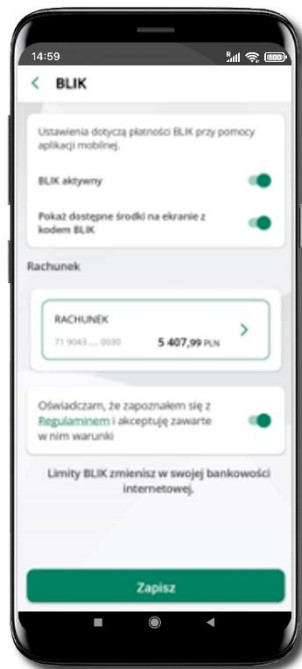 14:59
BLIK
Ustawienia dotyczą płatności BLIK przy pomocy
aplikacji mobilnej.
BLIK aktywny
Pokaż dostępne środki na ekranie z
kodem BLIK
Rachunek
RACHUNEK
71 9043 .... 0030 5 407,99 PLN
Oświadczam, że zapoznałem się z
Regulaminem i akceptuję zawarte
w nim warunki
Limity BLIK zmienisz w swojej bankowości
internetowej.
Zapisz